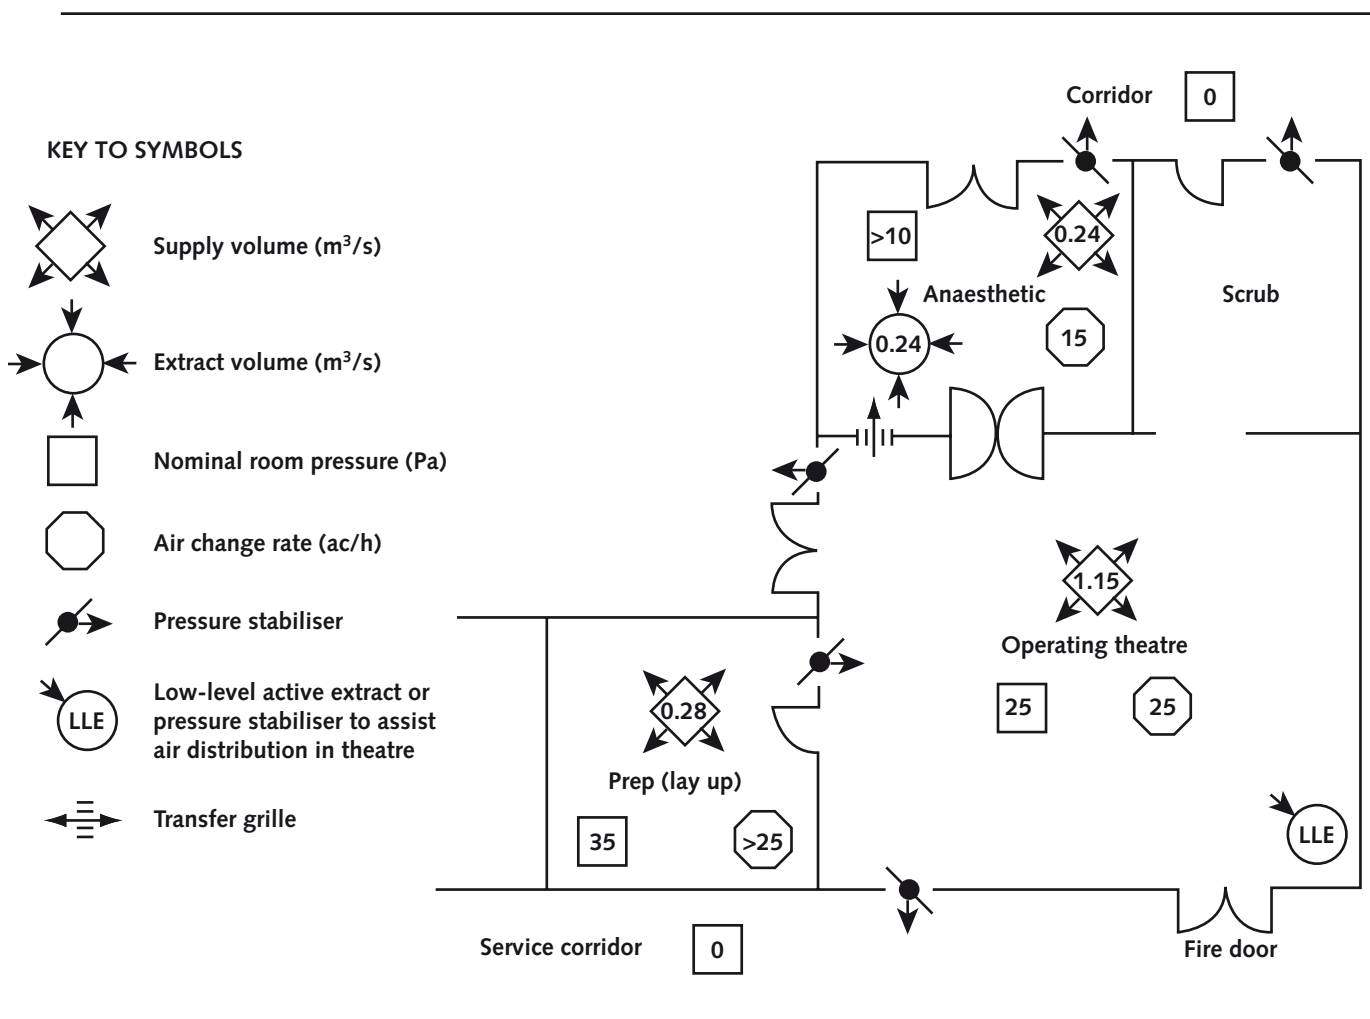 KEY TO SYMBOLS
Supply volume (m³/s)
Extract volume (m³/s)
Nominal room pressure (Pa)
Air change rate (ac/h)
Pressure stabiliser
LLE
Low-level active extract or
pressure stabiliser to assist
air distribution in theatre
Transfer grille
Corridor 0
>10
0.24
Anaesthetic
0.24
15
Scrub
1.15
Operating theatre
25
25
0.28
Prep (lay up)
35
>25
LLE
Service corridor 0
Fire door